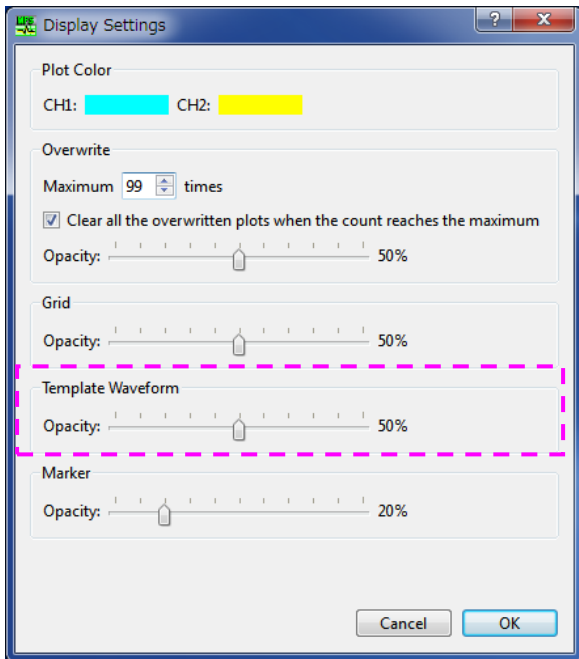 Display Settings
Plot Color
CH1: CH2:
Overwrite
Maximum 99 times
Clear all the overwritten plots when the count reaches the maximum
Opacity: 50%
Grid
Opacity: 50%
Template Waveform
Opacity: 50%
Marker
Opacity: 20%
Cancel OK